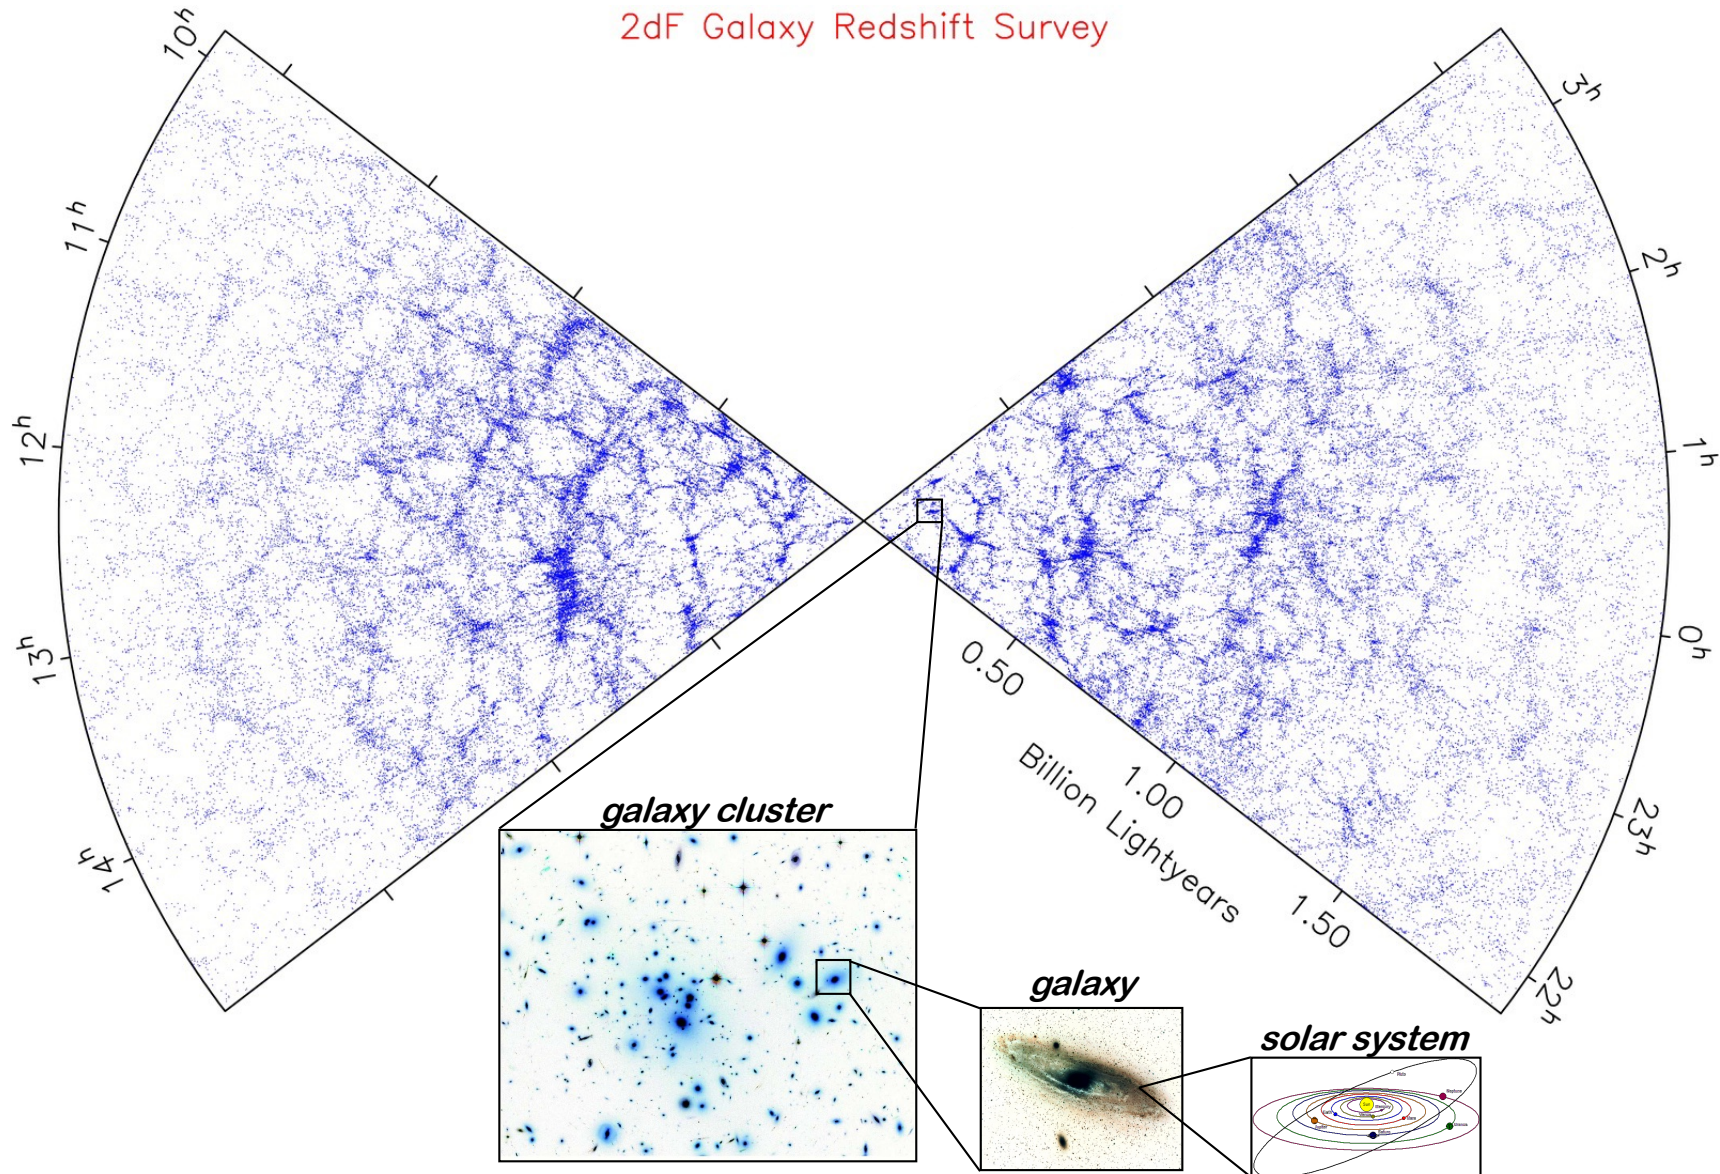 2dF Galaxy Redshift Survey
10h
11h
12h
13h
14h
3h
2h
1h
0h
23h
22h
0.50
1.00
1.50
Billion Lightyears
galaxy cluster
galaxy
solar system